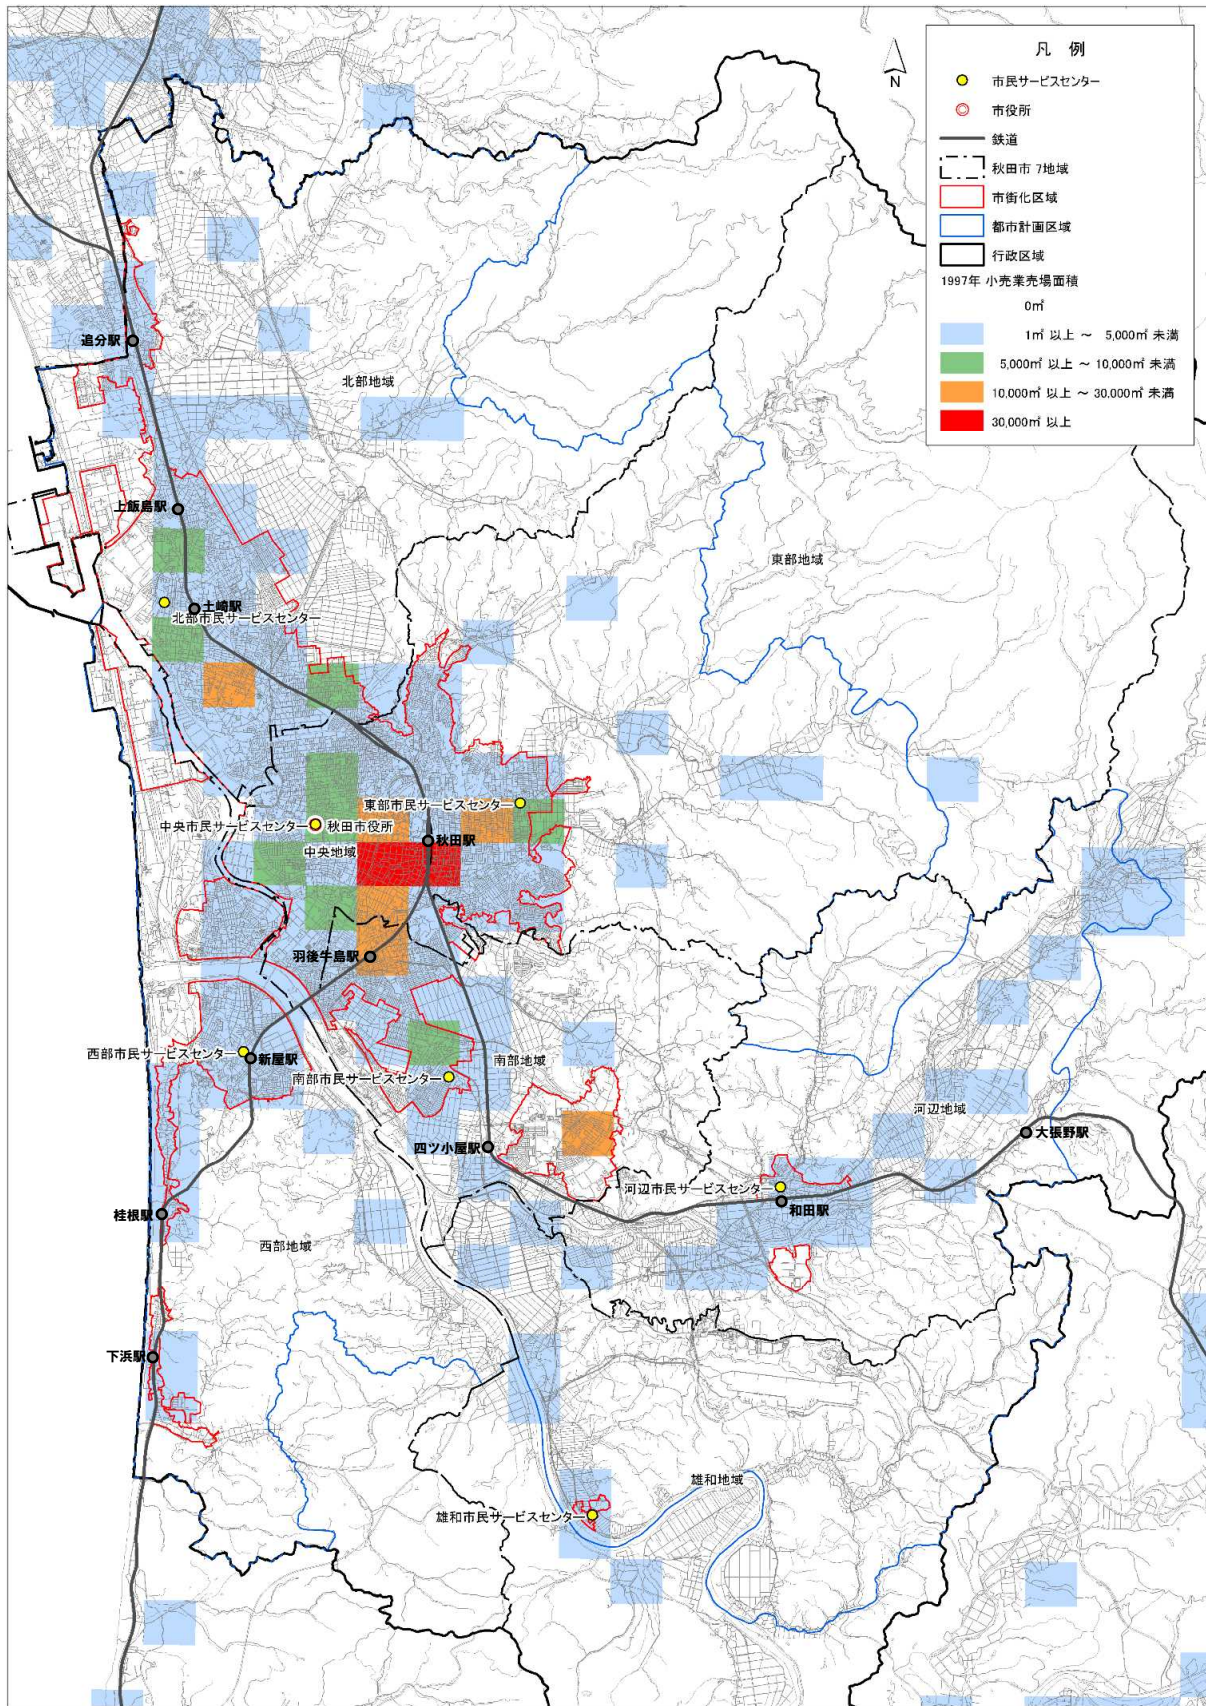 凡 例
市民サービスセンター
市役所
鉄道
秋田市 7地域
市街化区域
都市計画区域
行政区域
1997年 小売業売場面積
0㎡
1㎡ 以上 ～ 5,000㎡ 未満
5,000㎡ 以上 ～ 10,000㎡ 未満
10,000㎡ 以上 ～ 30,000㎡ 未満
30,000㎡ 以上
N
追分駅
北部地域
上飯島駅
東部地域
土崎駅
北部市民サービスセンター
東部市民サービスセンター
中央市民サービスセンター
秋田市役所
秋田駅
中央地域
羽後牛島駅
西部市民サービスセンター
新屋駅
南部地域
南部市民サービスセンター
河辺地域
大張野駅
四ツ小屋駅
河辺市民サービスセンター
和田駅
桂根駅
西部地域
下浜駅
雄和地域
雄和市民サービスセンター